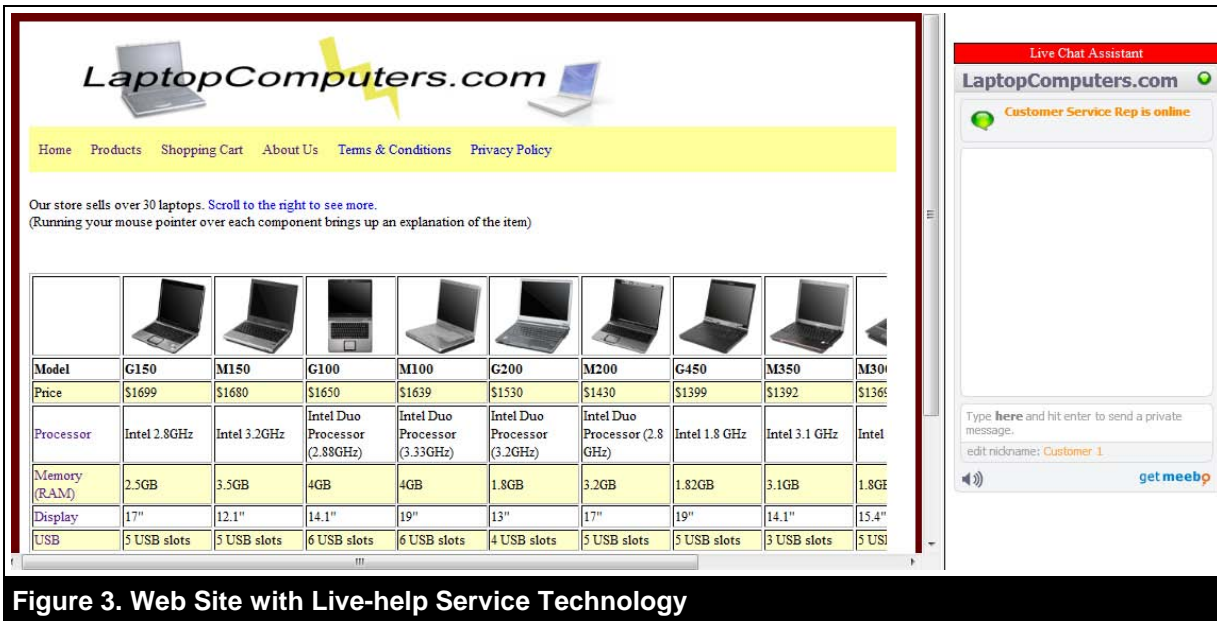 LaptopComputers.com
Home Products Shopping Cart About Us Terms & Conditions Privacy Policy
Our store sells over 30 laptops. Scroll to the right to see more.
(Running your mouse pointer over each component brings up an explanation of the item)
Model G150 M150 G100 M100 G200 M200 G450 M350 M300
Price $1699 $1680 $1650 $1639 $1530 $1430 $1399 $1392 $1369
Processor Intel 2.8GHz Intel 3.2GHz Intel Duo Processor (2.88GHz) Intel Duo Processor (3.33GHz) Intel Duo Processor (3.2GHz) Intel Duo Processor (2.8 GHz) Intel 1.8 GHz Intel 3.1 GHz Intel
Memory (RAM) 2.5GB 3.5GB 4GB 4GB 1.8GB 3.2GB 1.82GB 3.1GB 1.8GB
Display 17" 12.1" 14.1" 19" 13" 17" 19" 14.1" 15.4"
USB 5 USB slots 5 USB slots 6 USB slots 6 USB slots 4 USB slots 5 USB slots 5 USB slots 3 USB slots 5 USB
Live Chat Assistant
LaptopComputers.com
Customer Service Rep is online
Type here and hit enter to send a private
message.
edit nickname: Customer 1
get meebo
Figure 3. Web Site with Live-help Service Technology